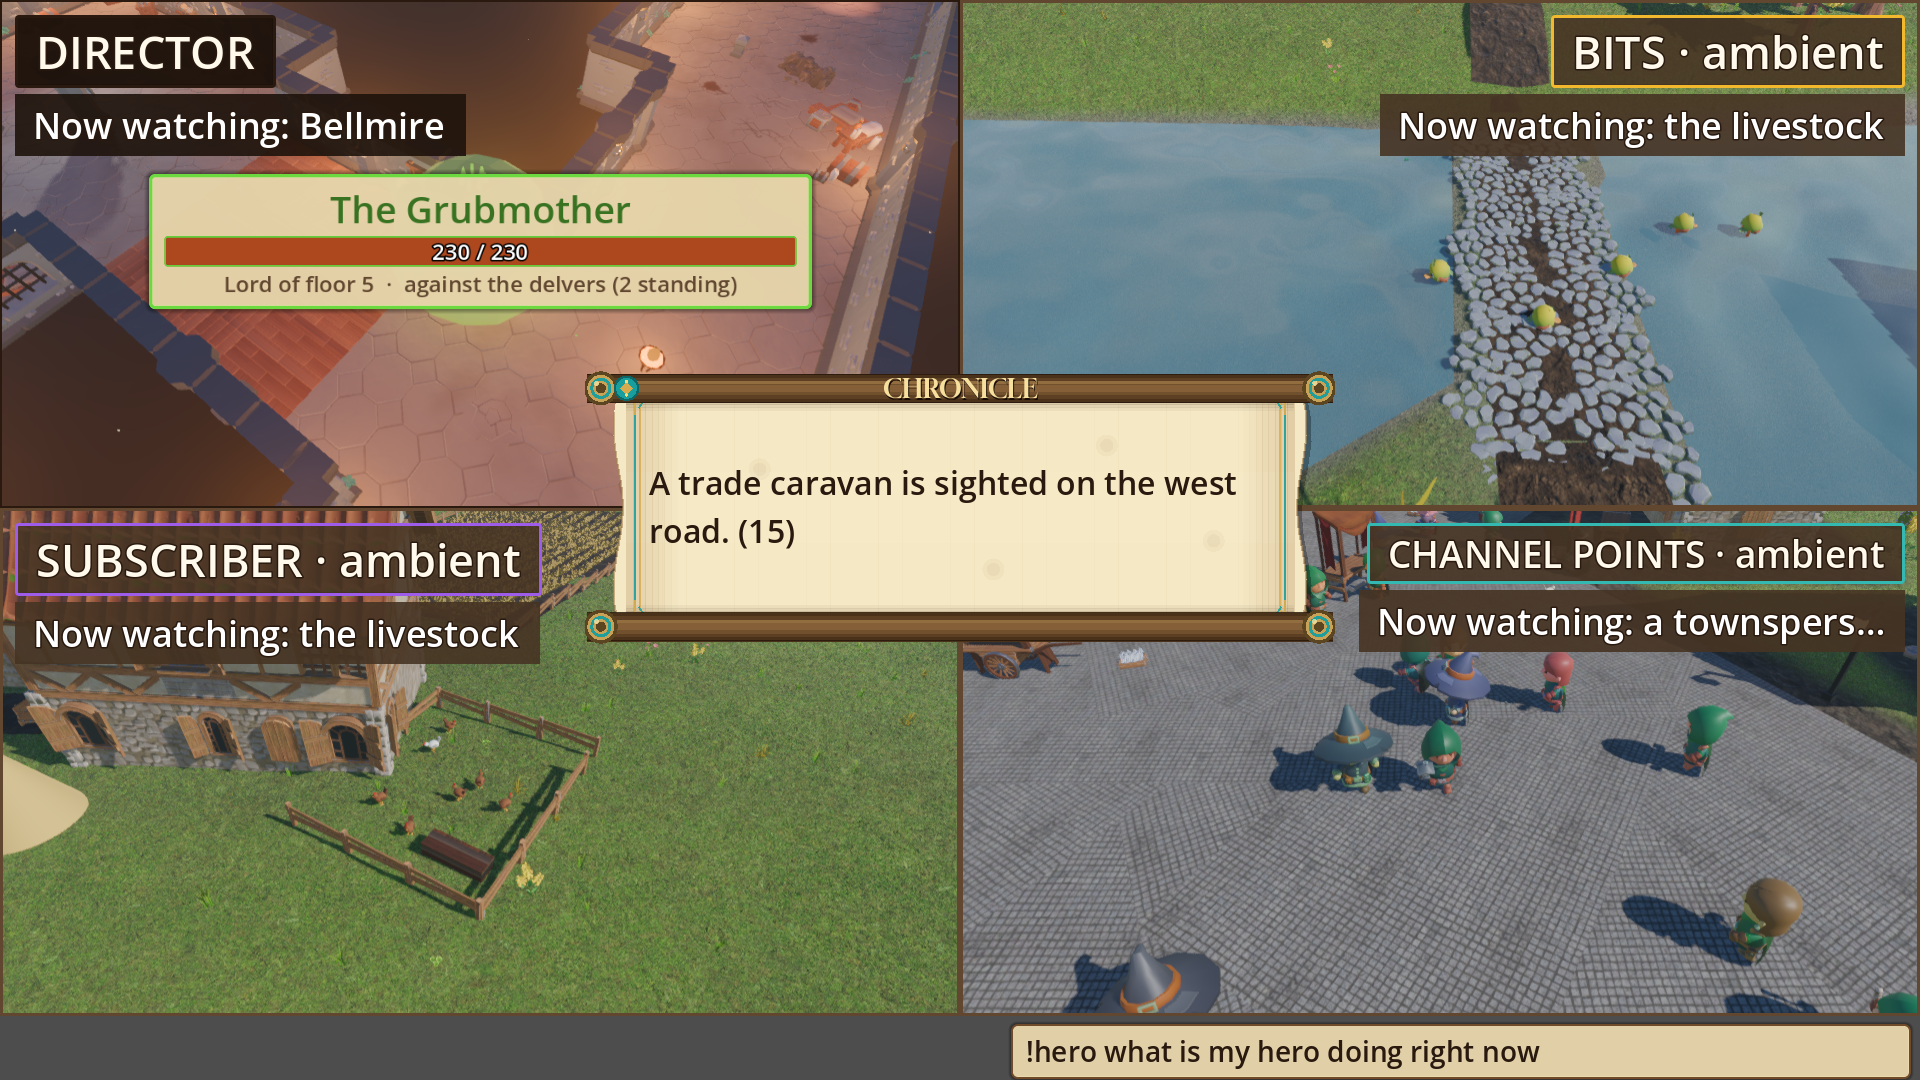 DIRECTOR
Now watching: Bellmire
The Grubmother
230 / 230
Lord of floor 5 · against the delvers (2 standing)
BITS · ambient
Now watching: the livestock
CHRONICLE
A trade caravan is sighted on the west
road. (15)
SUBSCRIBER · ambient
Now watching: the livestock
CHANNEL POINTS · ambient
Now watching: a townspers...
!hero what is my hero doing right now